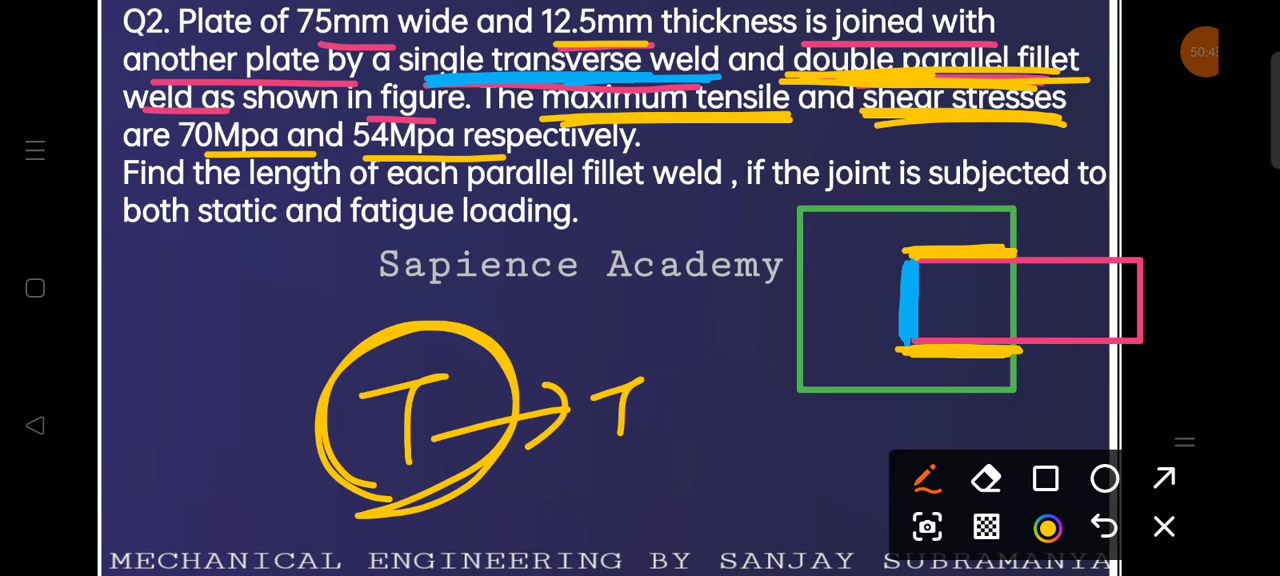 Q2. Plate of 75mm wide and 12.5mm thickness is joined with
another plate by a single transverse weld and double parallel fillet
weld as shown in figure. The maximum tensile and shear stresses
are 70Mpa and 54Mpa respectively.
Find the length of each parallel fillet weld , if the joint is subjected to
both static and fatigue loading.
Sapience Academy
T → T
MECHANICAL ENGINEERING BY SANJAY SUBRAMANYA
50:43